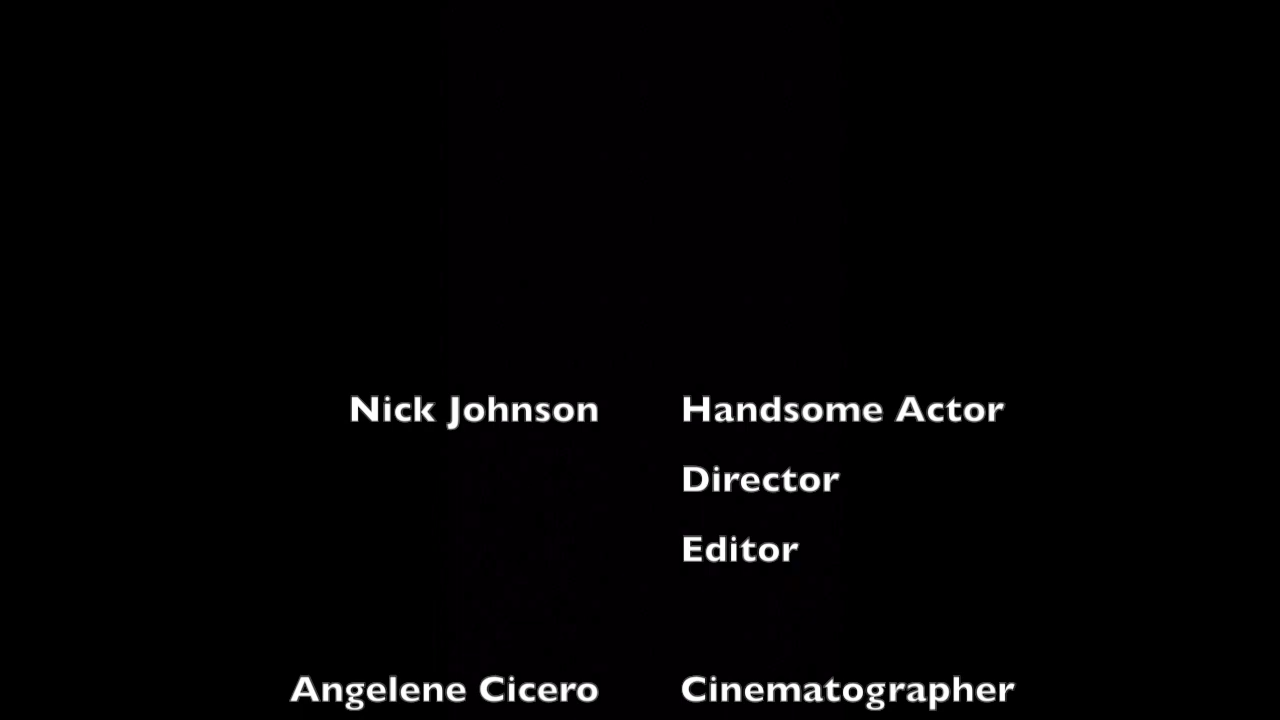 Nick Johnson Handsome Actor
Director
Editor
Angelene Cicero Cinematographer